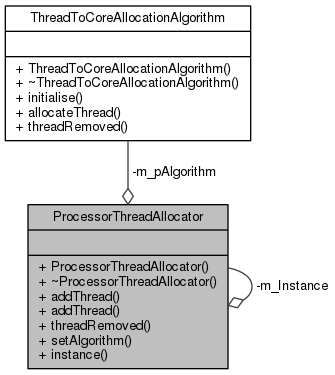 ThreadToCoreAllocationAlgorithm
+ ThreadToCoreAllocationAlgorithm()
+ ~ThreadToCoreAllocationAlgorithm()
+ initialise()
+ allocateThread()
+ threadRemoved()
-m_pAlgorithm
ProcessorThreadAllocator
+ ProcessorThreadAllocator()
+ ~ProcessorThreadAllocator()
+ addThread()
+ addThread()
+ threadRemoved()
+ setAlgorithm()
+ instance()
-m_Instance